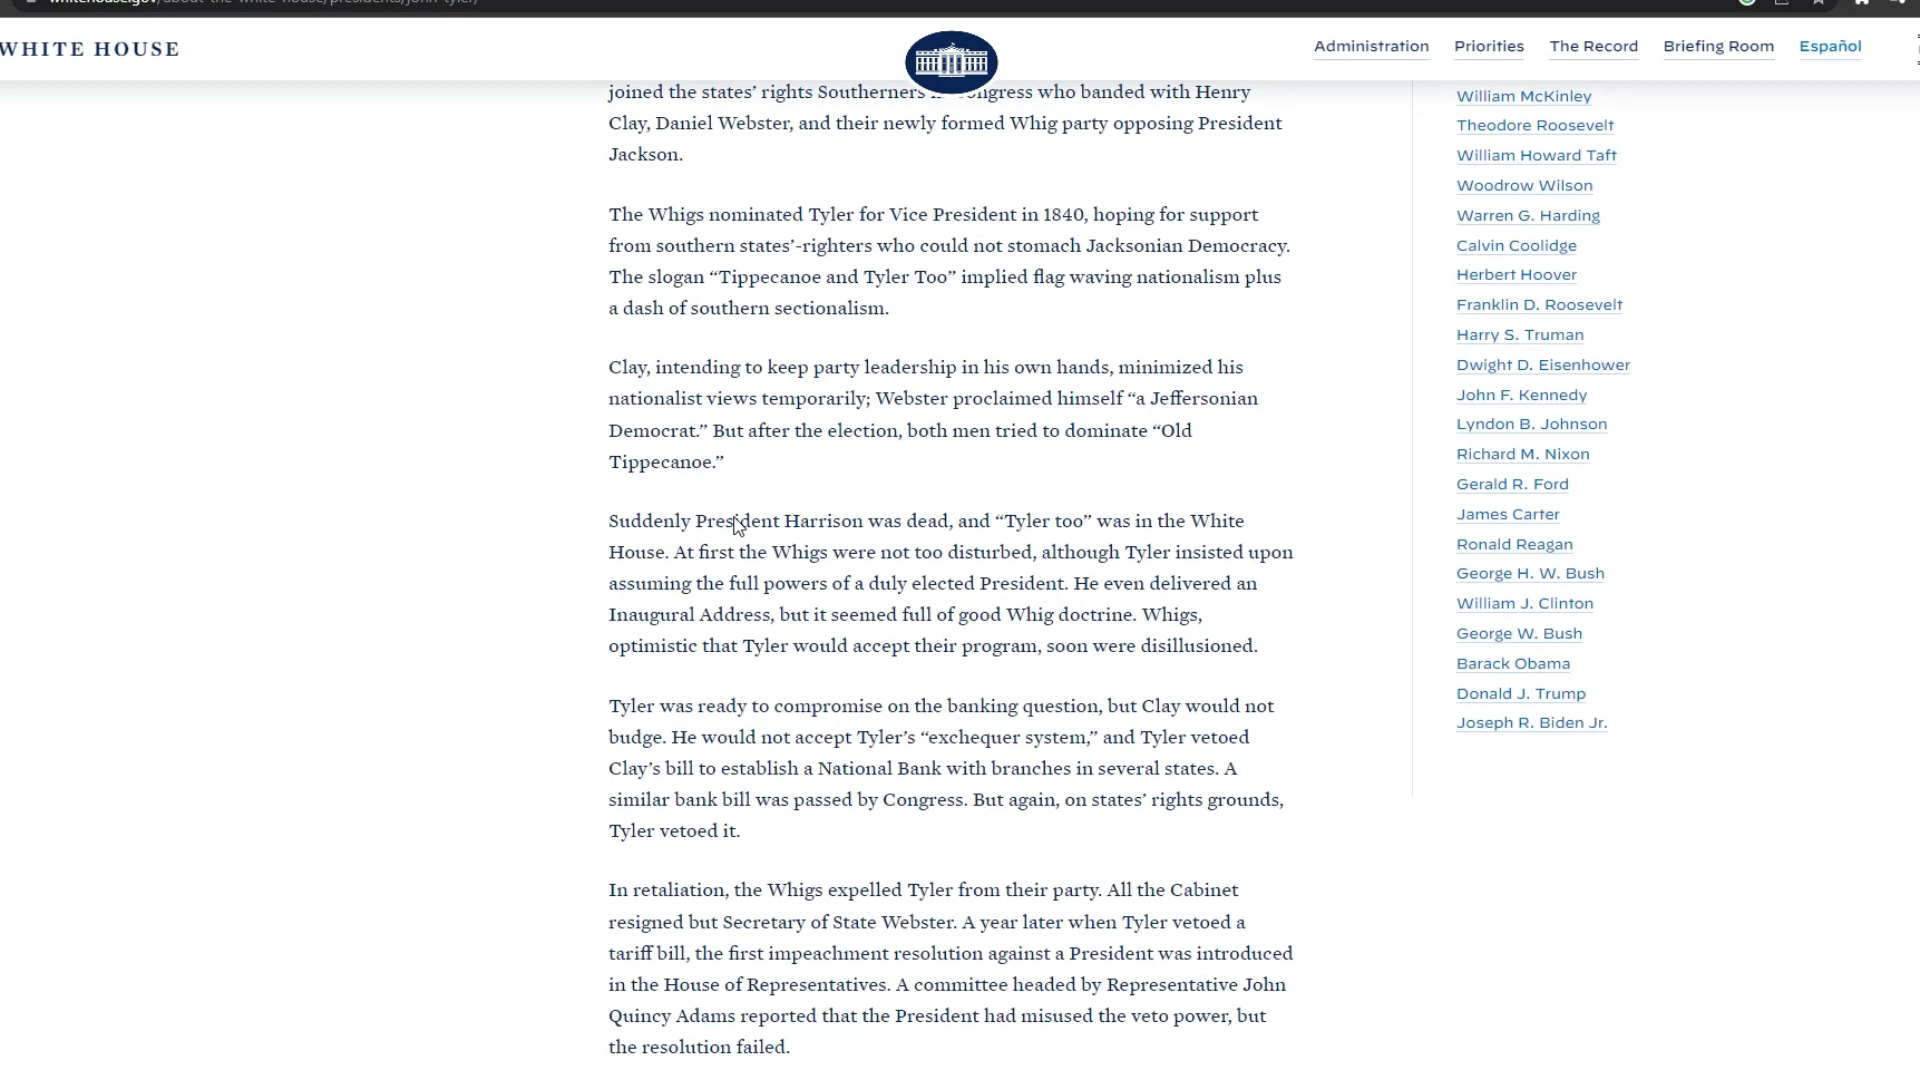 whitehouse.gov/about-the-white-house/presidents/john-tyler/
WHITE HOUSE
Administration
Priorities
The Record
Briefing Room
Español
joined the states’ rights Southerners in Congress who banded with Henry
Clay, Daniel Webster, and their newly formed Whig party opposing President
Jackson.
The Whigs nominated Tyler for Vice President in 1840, hoping for support
from southern states’-righters who could not stomach Jacksonian Democracy.
The slogan “Tippecanoe and Tyler Too” implied flag waving nationalism plus
a dash of southern sectionalism.
Clay, intending to keep party leadership in his own hands, minimized his
nationalist views temporarily; Webster proclaimed himself “a Jeffersonian
Democrat.” But after the election, both men tried to dominate “Old
Tippecanoe.”
Suddenly President Harrison was dead, and “Tyler too” was in the White
House. At first the Whigs were not too disturbed, although Tyler insisted upon
assuming the full powers of a duly elected President. He even delivered an
Inaugural Address, but it seemed full of good Whig doctrine. Whigs,
optimistic that Tyler would accept their program, soon were disillusioned.
Tyler was ready to compromise on the banking question, but Clay would not
budge. He would not accept Tyler’s “exchequer system,” and Tyler vetoed
Clay’s bill to establish a National Bank with branches in several states. A
similar bank bill was passed by Congress. But again, on states’ rights grounds,
Tyler vetoed it.
In retaliation, the Whigs expelled Tyler from their party. All the Cabinet
resigned but Secretary of State Webster. A year later when Tyler vetoed a
tariff bill, the first impeachment resolution against a President was introduced
in the House of Representatives. A committee headed by Representative John
Quincy Adams reported that the President had misused the veto power, but
the resolution failed.
William McKinley
Theodore Roosevelt
William Howard Taft
Woodrow Wilson
Warren G. Harding
Calvin Coolidge
Herbert Hoover
Franklin D. Roosevelt
Harry S. Truman
Dwight D. Eisenhower
John F. Kennedy
Lyndon B. Johnson
Richard M. Nixon
Gerald R. Ford
James Carter
Ronald Reagan
George H. W. Bush
William J. Clinton
George W. Bush
Barack Obama
Donald J. Trump
Joseph R. Biden Jr.